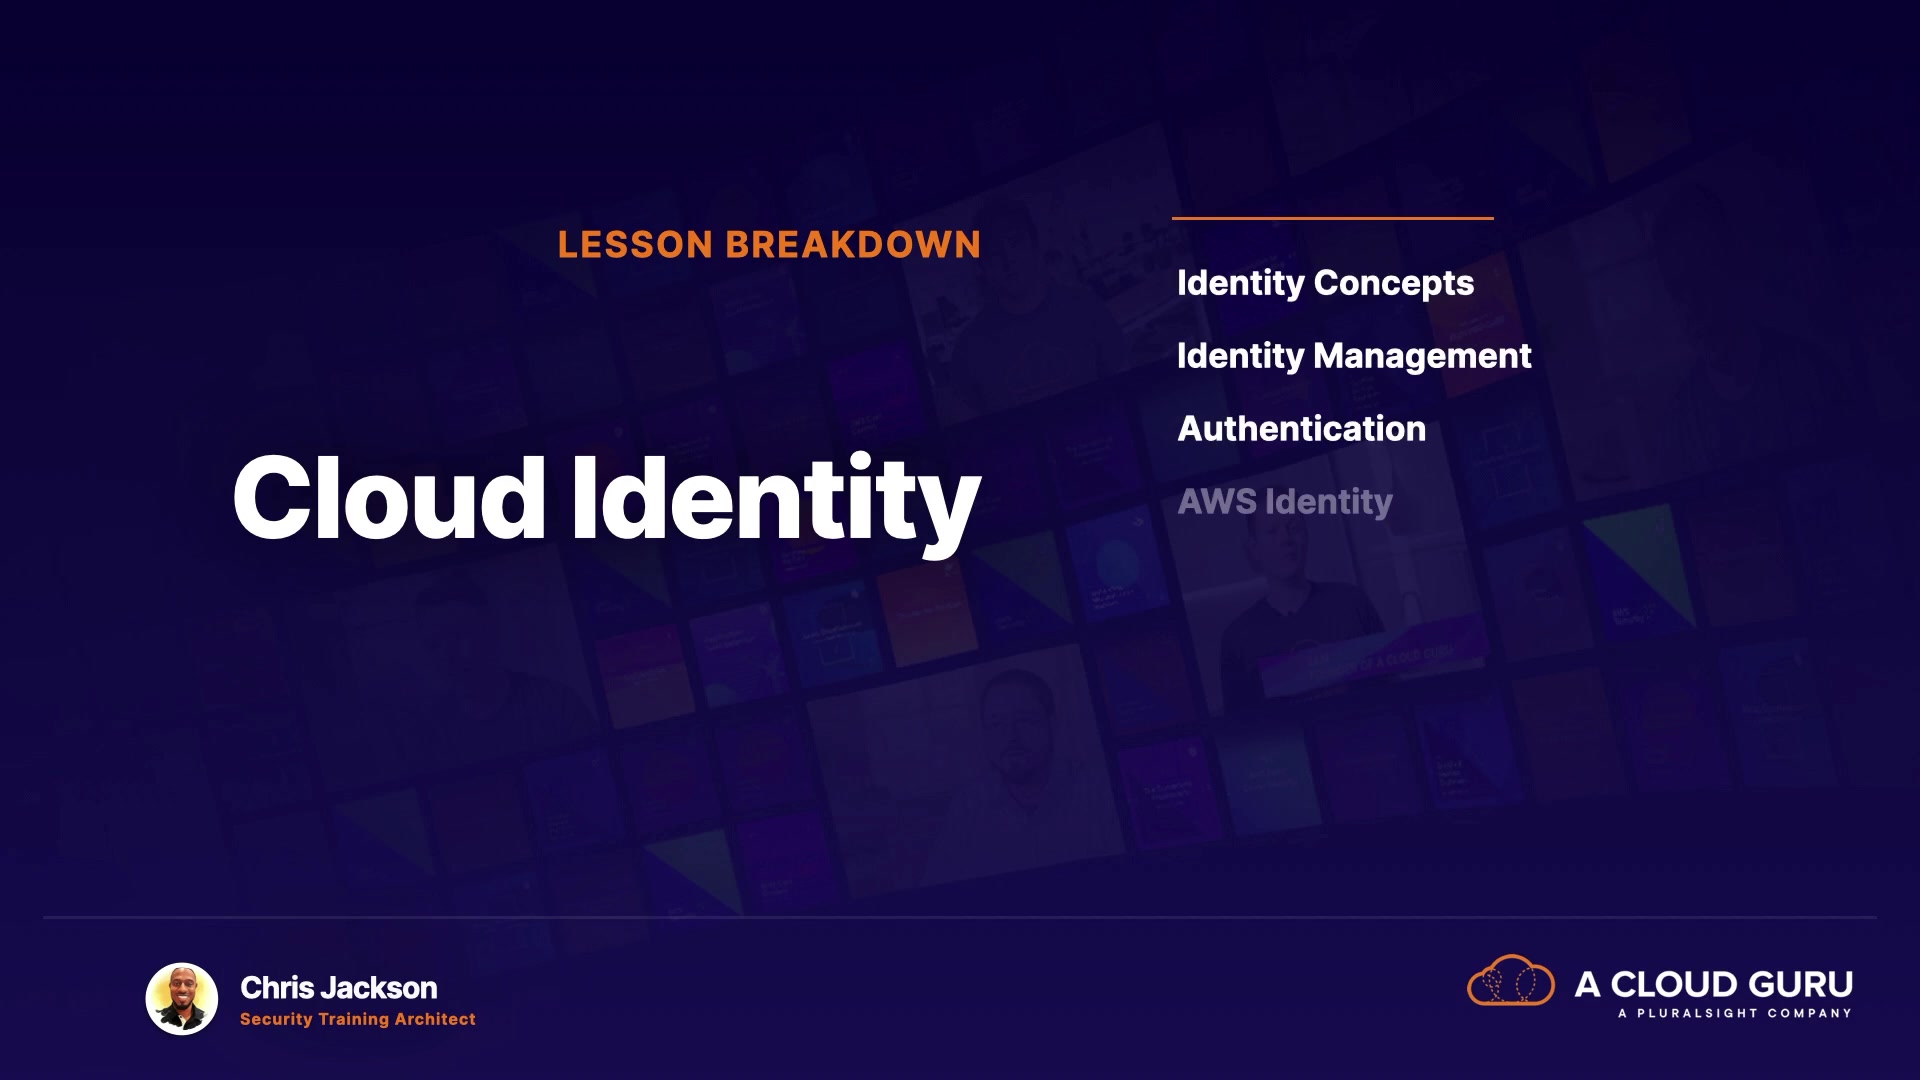 LESSON BREAKDOWN
Cloud Identity
Identity Concepts
Identity Management
Authentication
AWS Identity
Chris Jackson
Security Training Architect
A CLOUD GURU
A PLURALSIGHT COMPANY